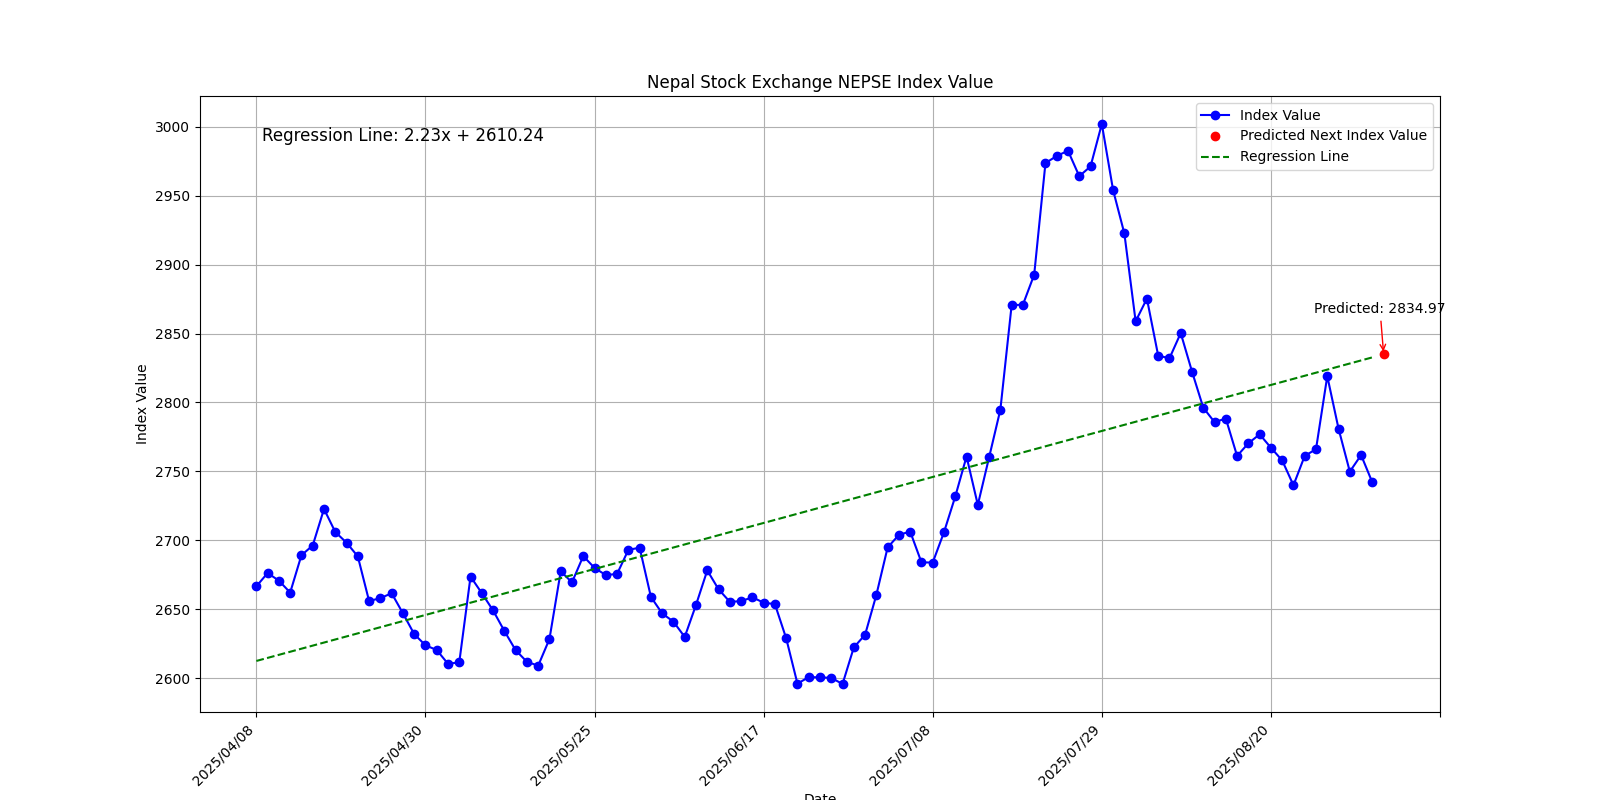 Nepal Stock Exchange NEPSE Index Value
3000
2950
2900
2850
2800
2750
2700
2650
2600
Index Value
Regression Line: 2.23x + 2610.24
Index Value
Predicted Next Index Value
Regression Line
Predicted: 2834.97
2025/04/08
2025/04/30
2025/05/25
2025/06/17
2025/07/08
2025/07/29
2025/08/20
Date